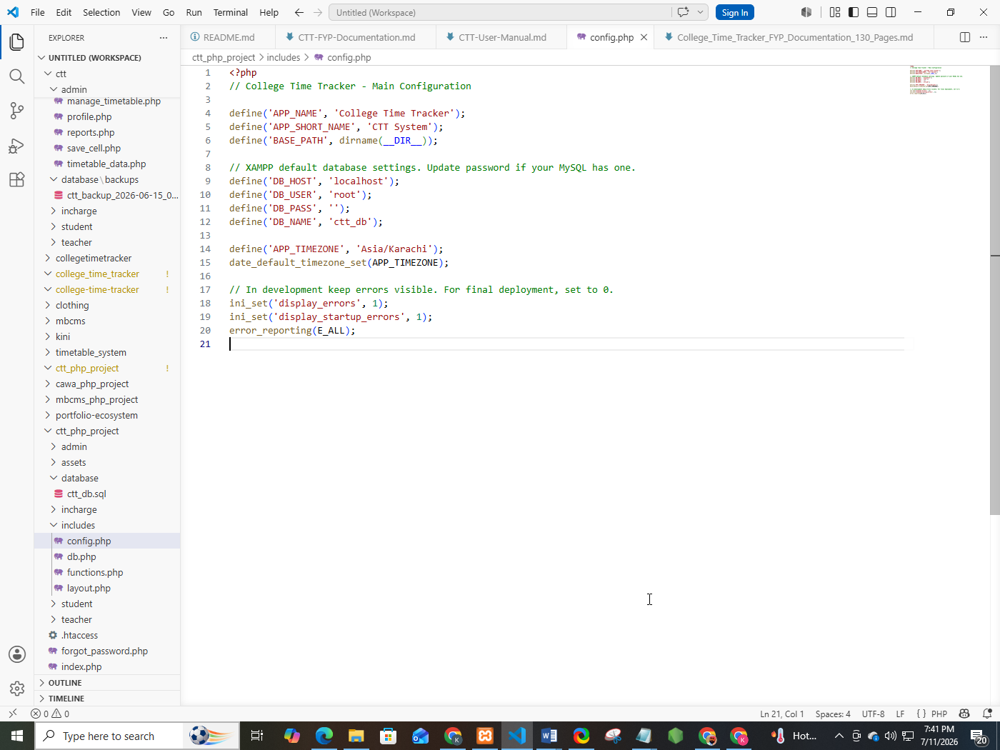 File Edit Selection View Go Run Terminal Help
Untitled (Workspace)
Sign In
EXPLORER
README.md
CTT-FYP-Documentation.md
CTT-User-Manual.md
config.php
College_Time_Tracker_FYP_Documentation_130_Pages.md
ctt_php_project > includes > config.php
UNTITLED (WORKSPACE)
ctt
admin
manage_timetable.php
profile.php
reports.php
save_cell.php
timetable_data.php
database\backups
ctt_backup_2026-06-15_0...
incharge
student
teacher
collegetimetracker
college_time_tracker !
college-time-tracker !
clothing
mbcms
kini
timetable_system
ctt_php_project !
cawa_php_project
mbcms_php_project
portfolio-ecosystem
ctt_php_project
admin
assets
database
ctt_db.sql
incharge
includes
config.php
db.php
functions.php
layout.php
student
teacher
.htaccess
forgot_password.php
index.php
OUTLINE
TIMELINE
1 <?php
2 // College Time Tracker - Main Configuration
3
4 define('APP_NAME', 'College Time Tracker');
5 define('APP_SHORT_NAME', 'CTT System');
6 define('BASE_PATH', dirname(__DIR__));
7
8 // XAMPP default database settings. Update password if your MySQL has one.
9 define('DB_HOST', 'localhost');
10 define('DB_USER', 'root');
11 define('DB_PASS', '');
12 define('DB_NAME', 'ctt_db');
13
14 define('APP_TIMEZONE', 'Asia/Karachi');
15 date_default_timezone_set(APP_TIMEZONE);
16
17 // In development keep errors visible. For final deployment, set to 0.
18 ini_set('display_errors', 1);
19 ini_set('display_startup_errors', 1);
20 error_reporting(E_ALL);
21
0 0
Ln 21, Col 1 Spaces: 4 UTF-8 LF { } PHP
Type here to search
Hot...
7:41 PM
7/11/2026
20